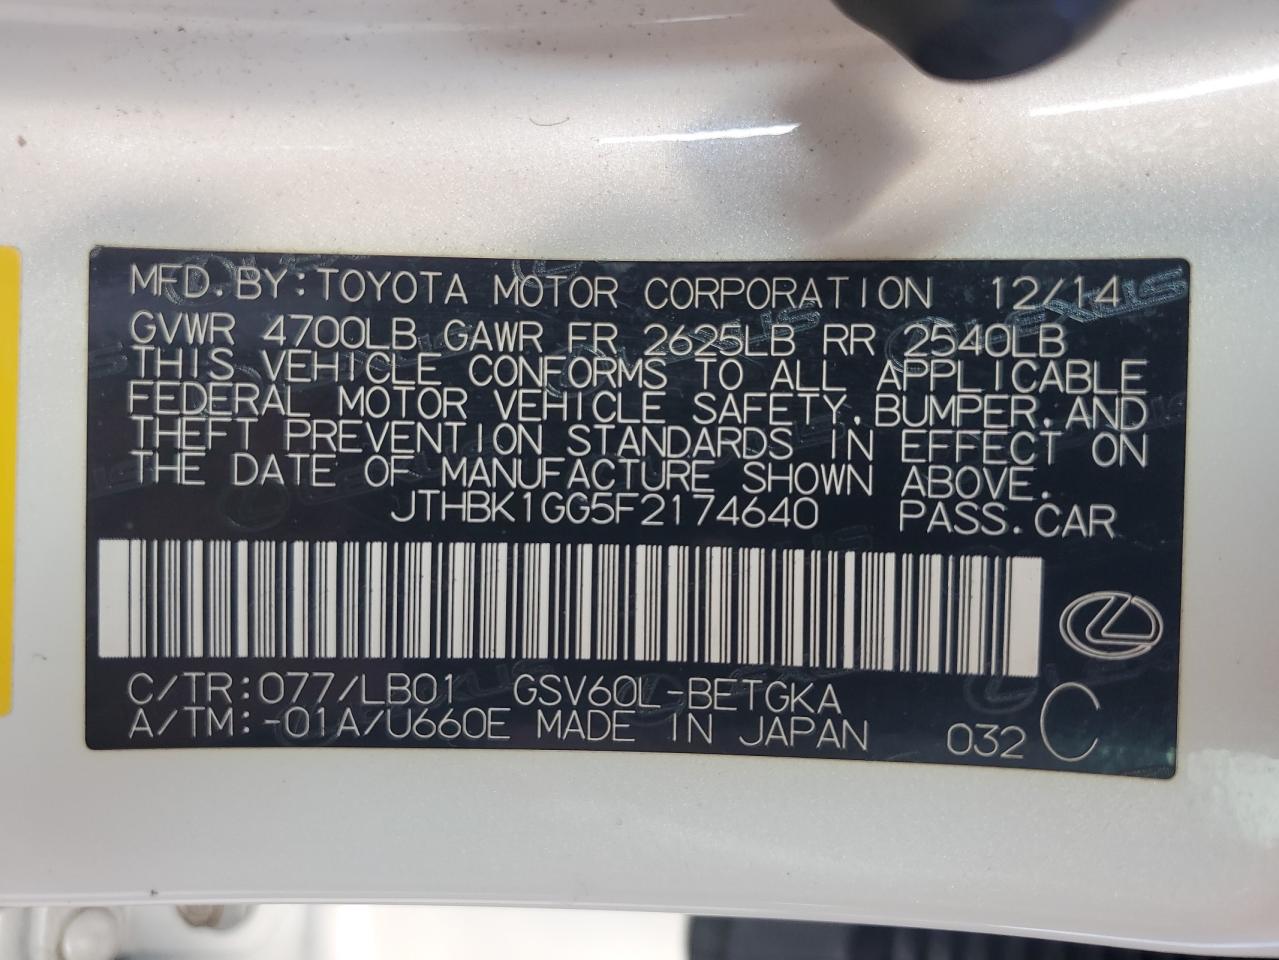 MFD.BY:TOYOTA MOTOR CORPORATION 12/14
GVWR 4700LB GAWR FR 2625LB RR 2540LB
THIS VEHICLE CONFORMS TO ALL APPLICABLE
FEDERAL MOTOR VEHICLE SAFETY,BUMPER,AND
THEFT PREVENTION STANDARDS IN EFFECT ON
THE DATE OF MANUFACTURE SHOWN ABOVE.
JTHBK1GG5F2174640 PASS.CAR
C/TR:077/LB01 GSV60L-BETGKA
A/TM:-01A/U660E MADE IN JAPAN 032 C